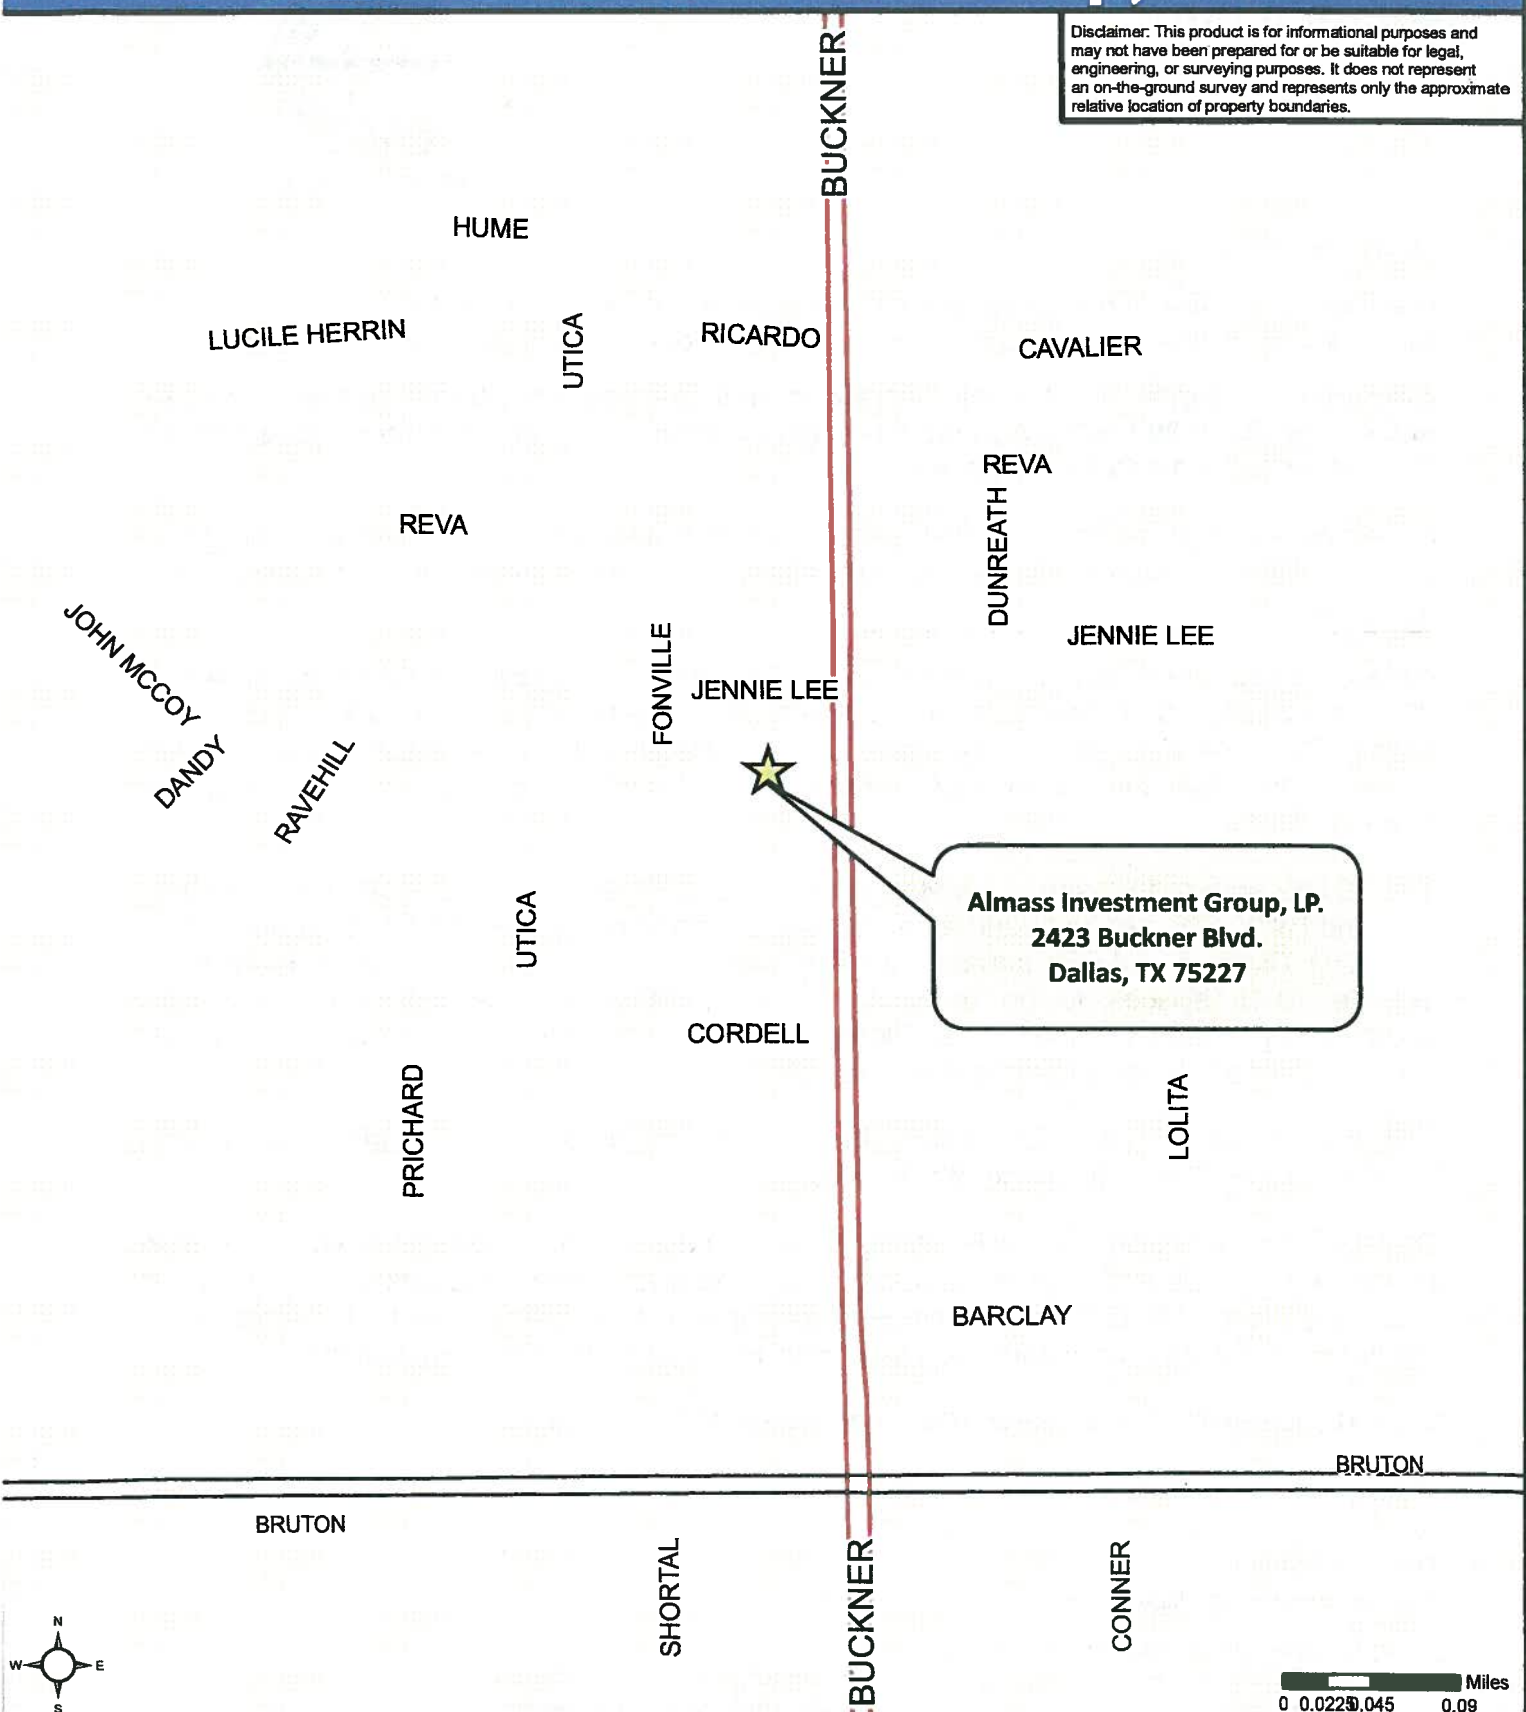 Disclaimer: This product is for informational purposes and
may not have been prepared for or be suitable for legal,
engineering, or surveying purposes. It does not represent
an on-the-ground survey and represents only the approximate
relative location of property boundaries.
BUCKNER
HUME
LUCILE HERRIN
UTICA
RICARDO
CAVALIER
REVA
DUNREATH
REVA
JOHN MCCOY
FONVILLE
JENNIE LEE
JENNIE LEE
DANDY
RAVEHILL
Almass Investment Group, LP.
2423 Buckner Blvd.
Dallas, TX 75227
UTICA
CORDELL
PRICHARD
LOLITA
BARCLAY
BRUTON
BRUTON
SHORTAL
BUCKNER
CONNER
N
W E
S
Miles
0 0.0225 0.045 0.09